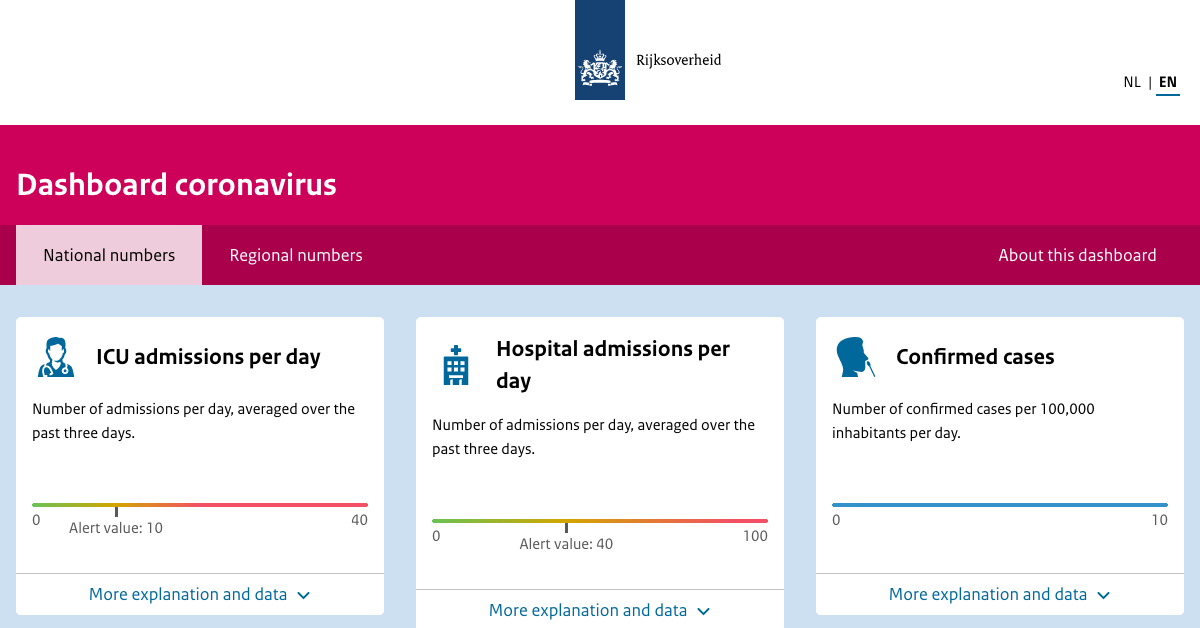 Rijksoverheid
NL | EN
Dashboard coronavirus
National numbers
Regional numbers
About this dashboard
ICU admissions per day
Number of admissions per day, averaged over the
past three days.
0
40
Alert value: 10
More explanation and data
Hospital admissions per
day
Number of admissions per day, averaged over the
past three days.
0
100
Alert value: 40
More explanation and data
Confirmed cases
Number of confirmed cases per 100,000
inhabitants per day.
0
10
More explanation and data